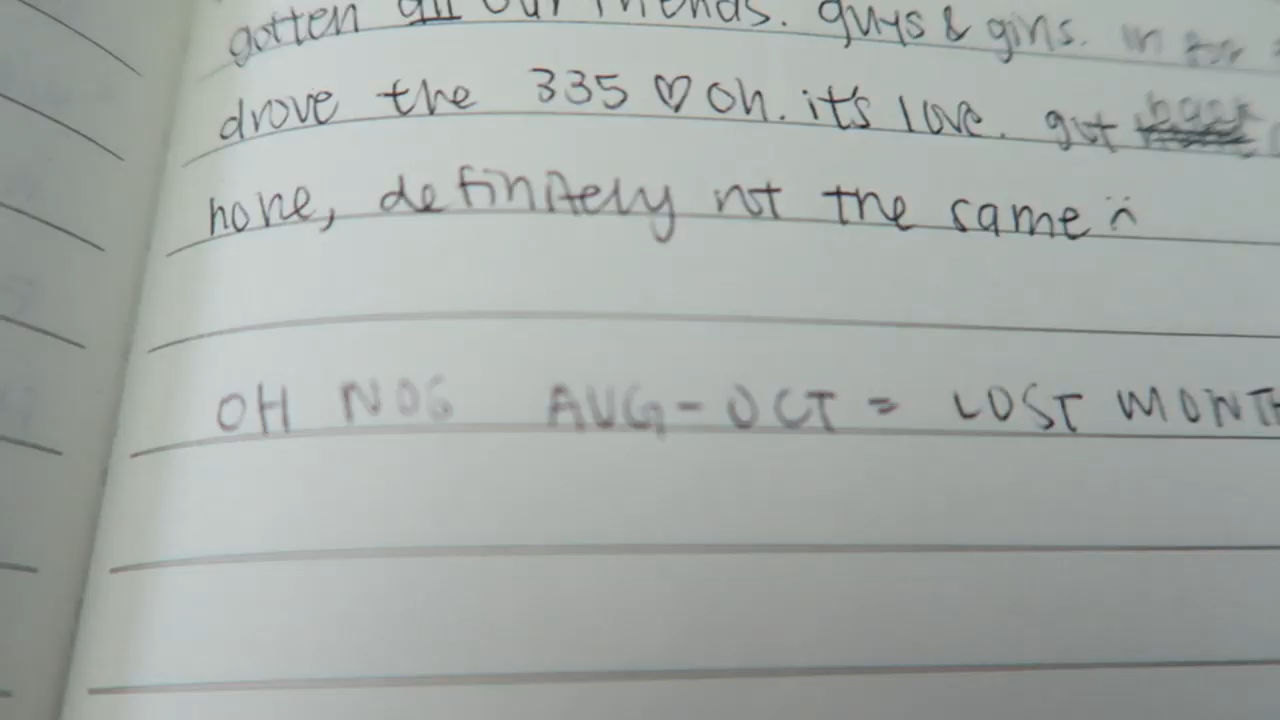 gotten all our friends. guys & girls. in
drove the 335 ♡ oh. it's love. got
home, definitely not the same
OH NOS AUG-OCT = LOST MONTH